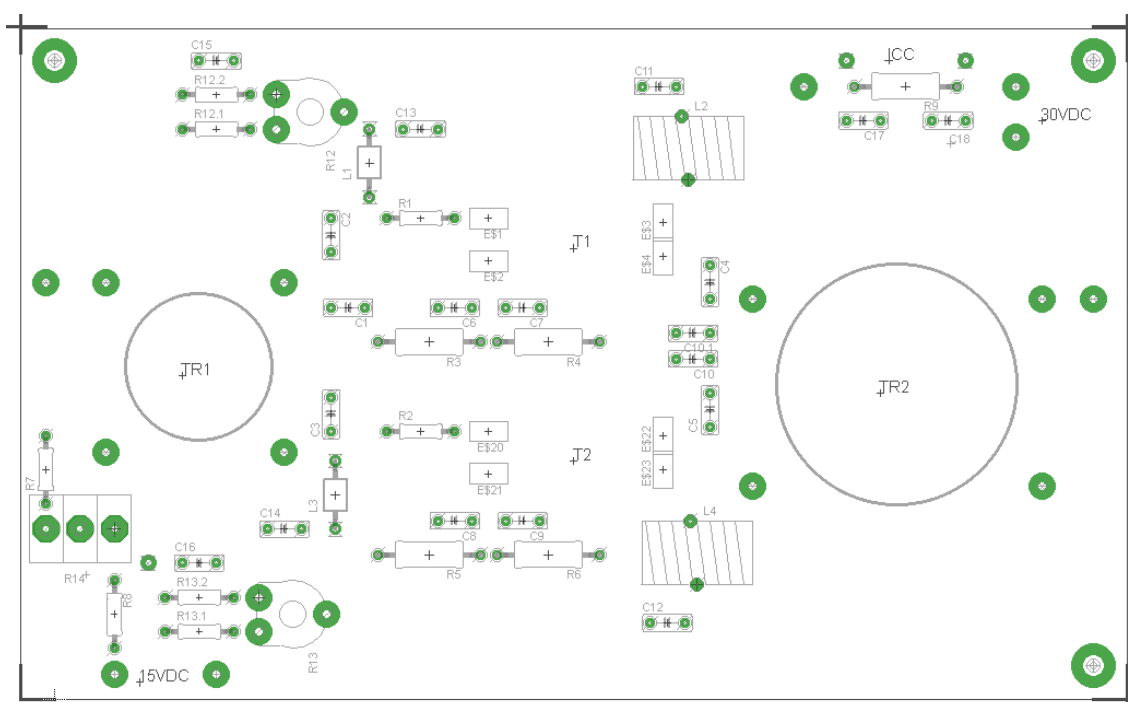 C15
JCC
R12.2
C11
R9
30VDC
R12.1
C13
L2
C17
C18
R12
L1
C2
R1
E$1
E$2
T1
E$3
E$4
C4
C1
C6
C7
R3
R4
C10.1
C10
TR1
TR2
C3
R2
E$20
E$21
T2
E$22
E$23
C5
R7
L3
C14
C8
C9
L4
R14
C16
R5
R6
R13.2
R8
R13.1
C12
R13
15VDC